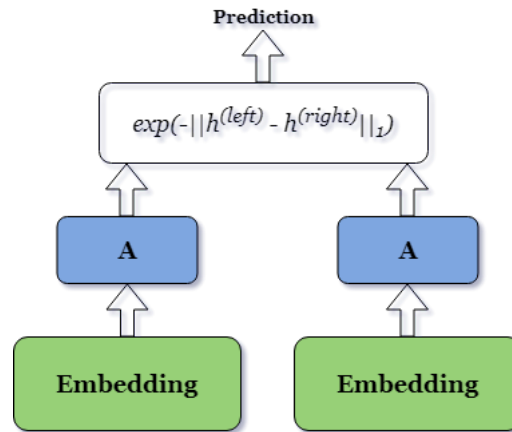 Prediction
exp(-||h^(left) - h^(right)||₁)
A A
Embedding Embedding